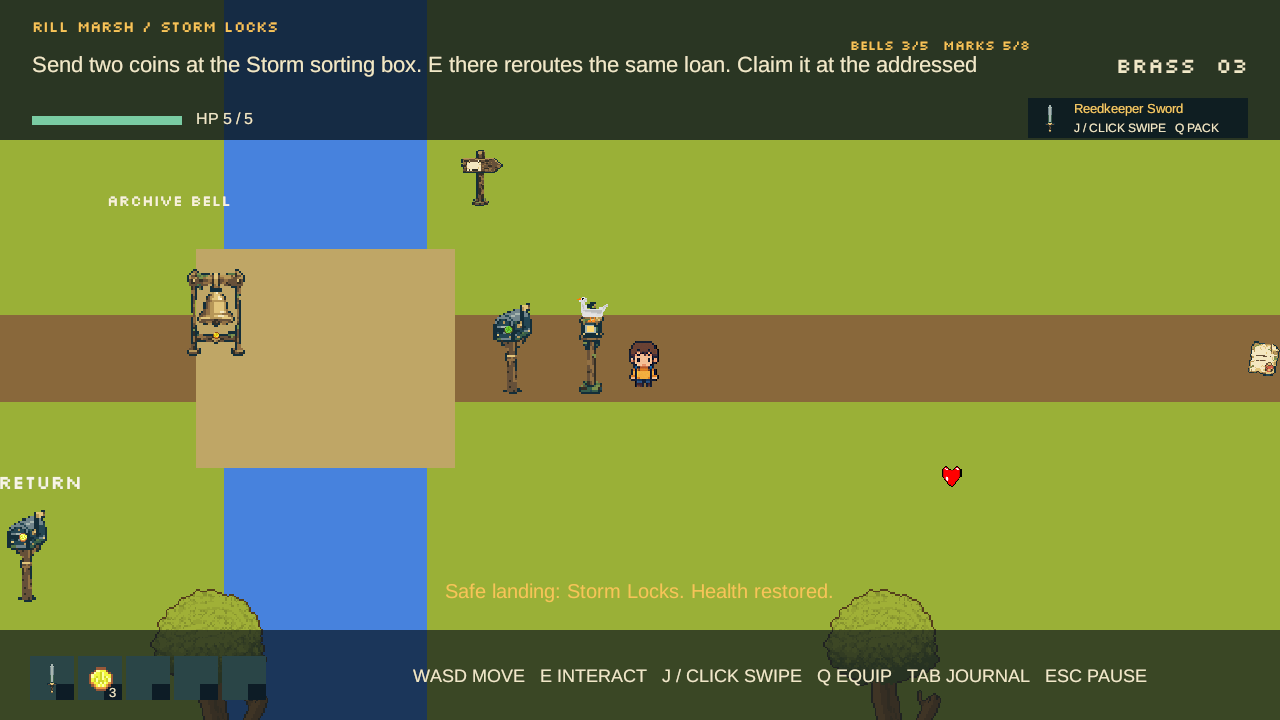 RILL MARSH / STORM LOCKS
BELLS 3/5 MARKS 5/8
Send two coins at the Storm sorting box. E there reroutes the same loan. Claim it at the addressed
BRASS 03
HP 5 / 5
Reedkeeper Sword
J / CLICK SWIPE Q PACK
ARCHIVE BELL
RETURN
Safe landing: Storm Locks. Health restored.
3
WASD MOVE E INTERACT J / CLICK SWIPE Q EQUIP TAB JOURNAL ESC PAUSE